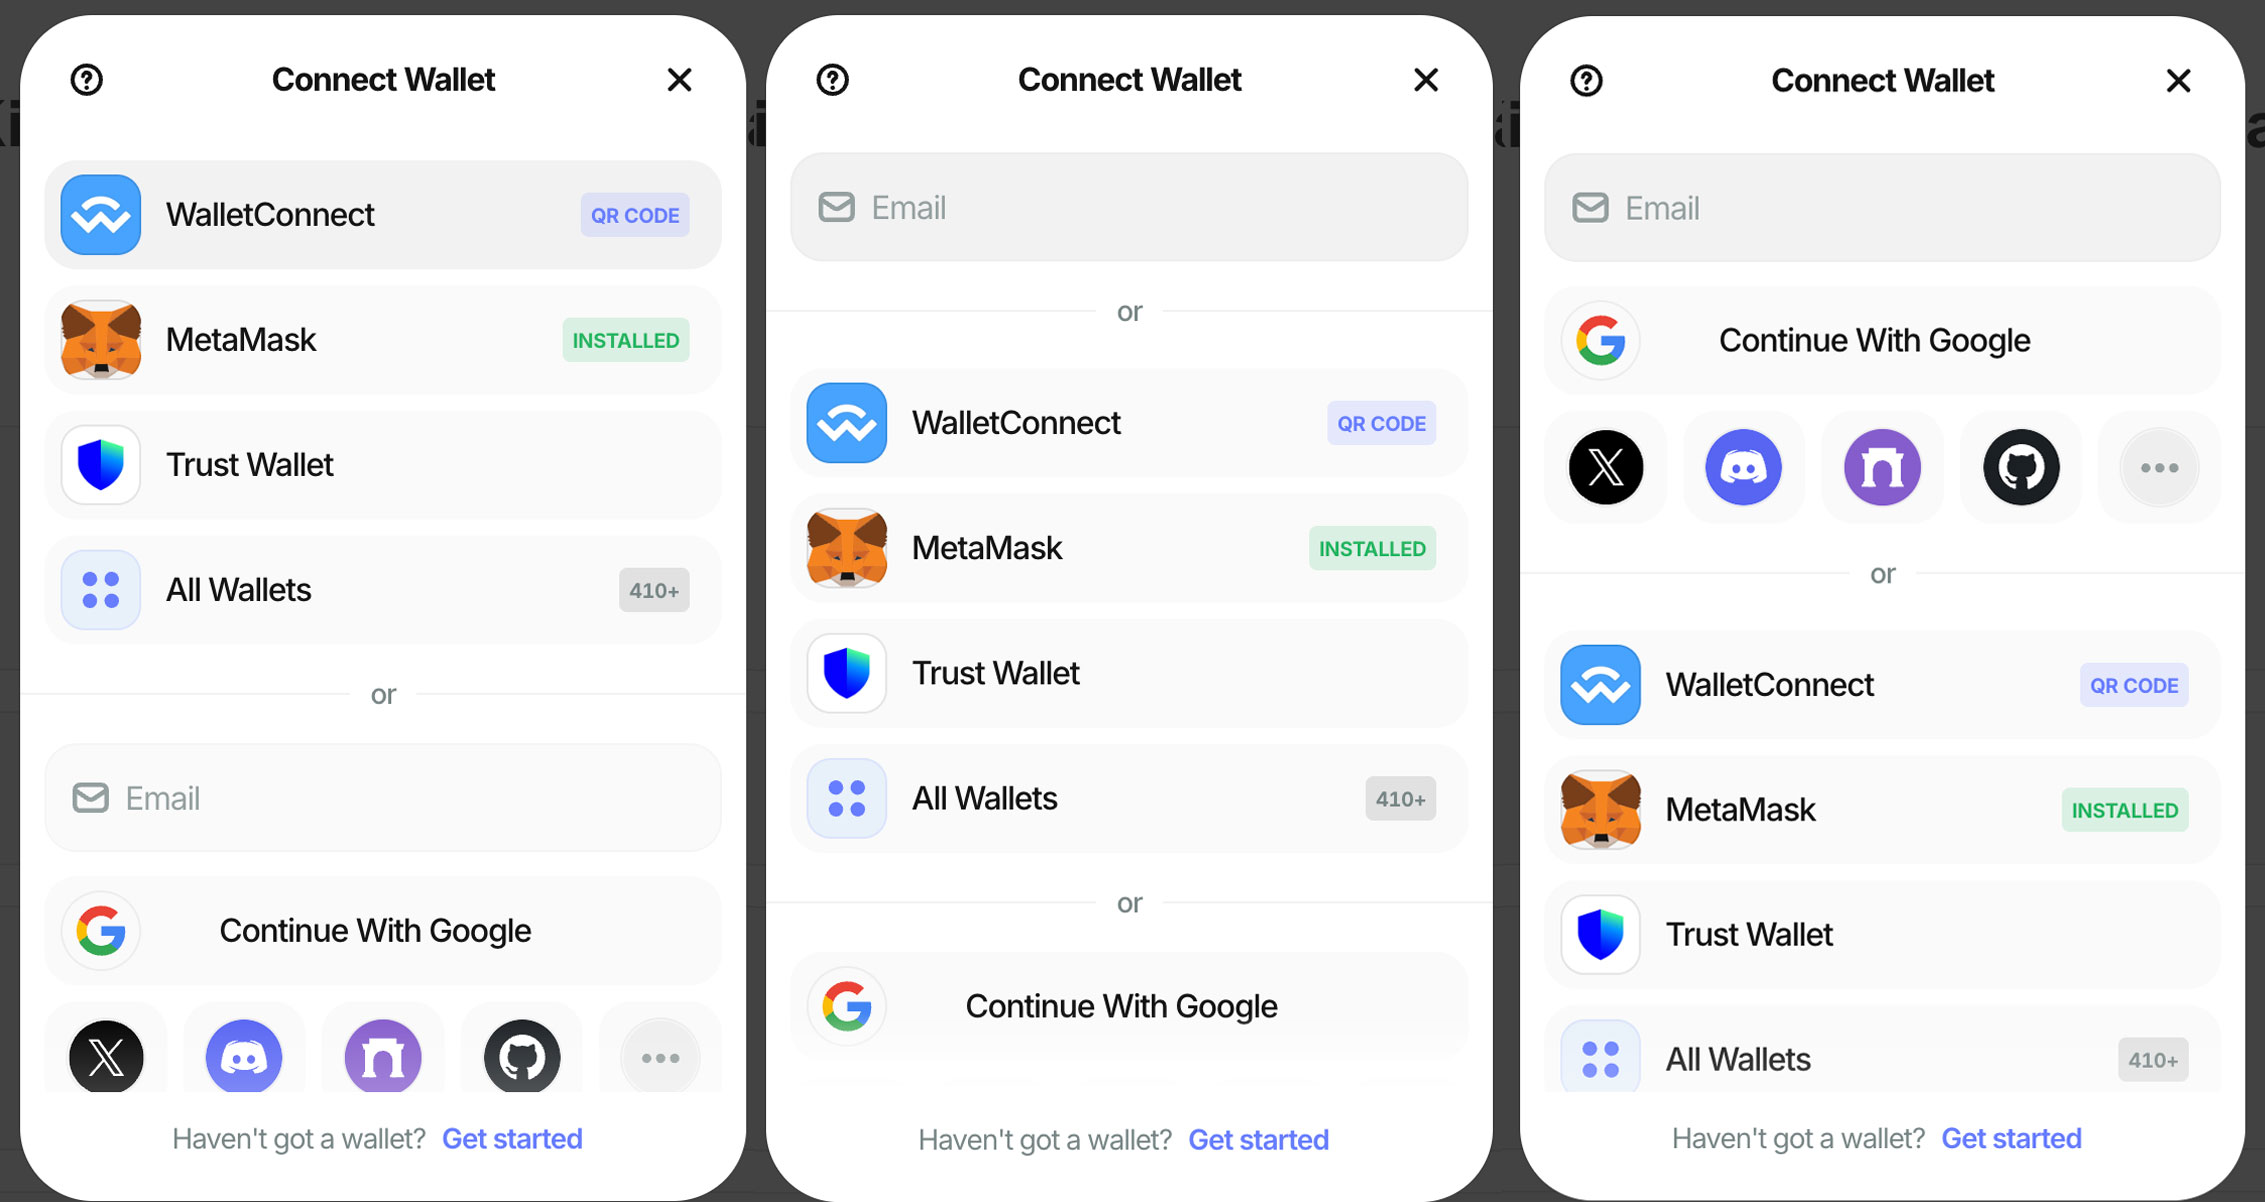 Connect Wallet
WalletConnect QR CODE
MetaMask INSTALLED
Trust Wallet
All Wallets 410+
or
Email
Continue With Google
Haven't got a wallet? Get started
Connect Wallet
Email
or
WalletConnect QR CODE
MetaMask INSTALLED
Trust Wallet
All Wallets 410+
or
Continue With Google
Haven't got a wallet? Get started
Connect Wallet
Email
Continue With Google
or
WalletConnect QR CODE
MetaMask INSTALLED
Trust Wallet
All Wallets 410+
Haven't got a wallet? Get started